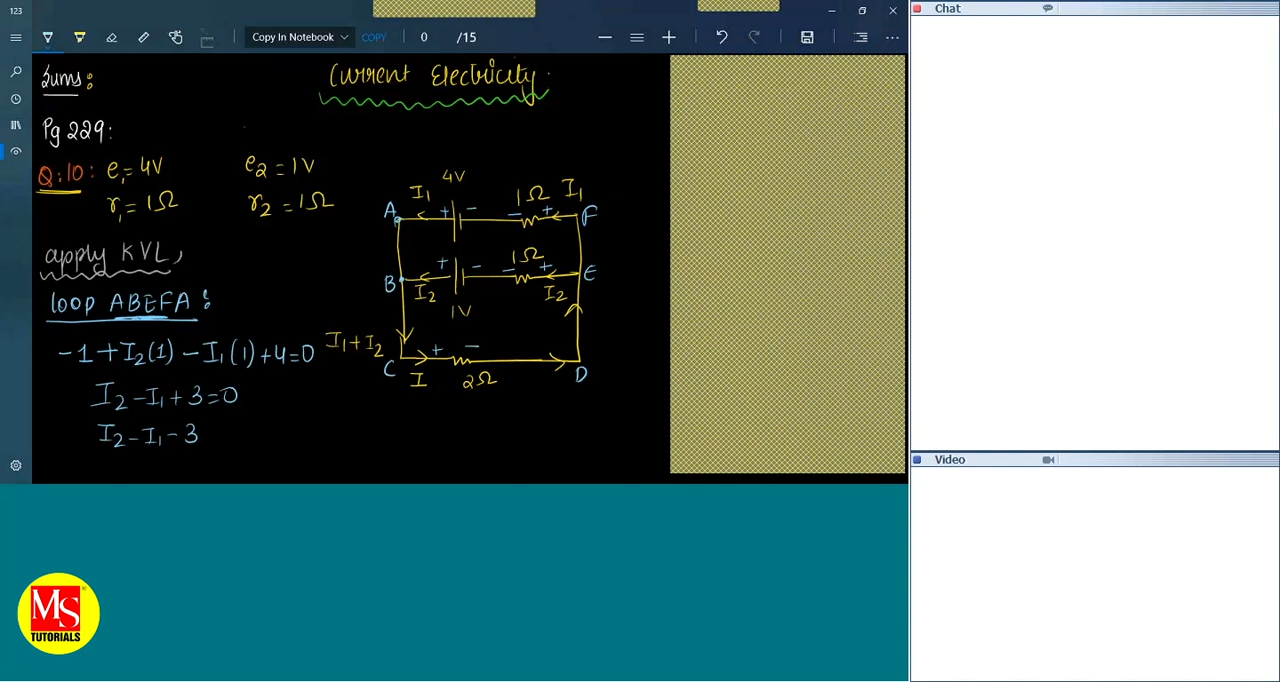 123
Chat
Copy In Notebook COPY 0 /15
Sums:
Current Electricity
Pg 229:
Q:10: e₁=4V e₂=1V
r₁=1Ω r₂=1Ω
apply KVL,
loop ABEFA:
-1+I₂(1)-I₁(1)+4=0
I₂-I₁+3=0
I₂-I₁-3
4V
A I₁ + - - 1Ω + I₁ F
B + - - 1Ω + E
I₂ I₂
1V
I₁+I₂
C I + - 2Ω D
Video
MS
TUTORIALS